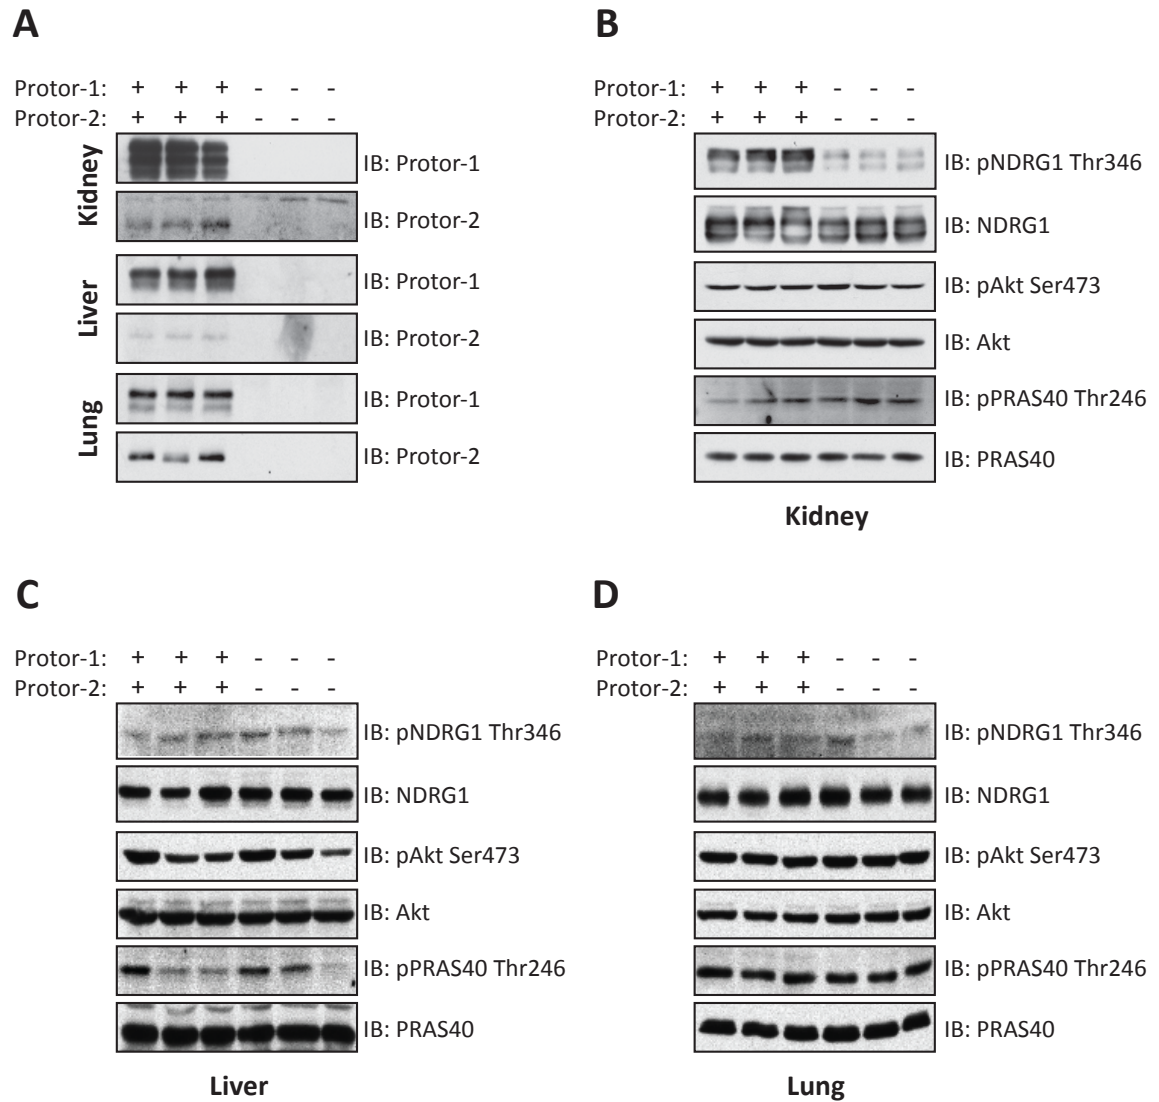 A
Protor-1: + + + - - -
Protor-2: + + + - - -
Kidney
IB: Protor-1
IB: Protor-2
Liver
IB: Protor-1
IB: Protor-2
Lung
IB: Protor-1
IB: Protor-2
B
Protor-1: + + + - - -
Protor-2: + + + - - -
IB: pNDRG1 Thr346
IB: NDRG1
IB: pAkt Ser473
IB: Akt
IB: pPRAS40 Thr246
IB: PRAS40
Kidney
C
Protor-1: + + + - - -
Protor-2: + + + - - -
IB: pNDRG1 Thr346
IB: NDRG1
IB: pAkt Ser473
IB: Akt
IB: pPRAS40 Thr246
IB: PRAS40
Liver
D
Protor-1: + + + - - -
Protor-2: + + + - - -
IB: pNDRG1 Thr346
IB: NDRG1
IB: pAkt Ser473
IB: Akt
IB: pPRAS40 Thr246
IB: PRAS40
Lung